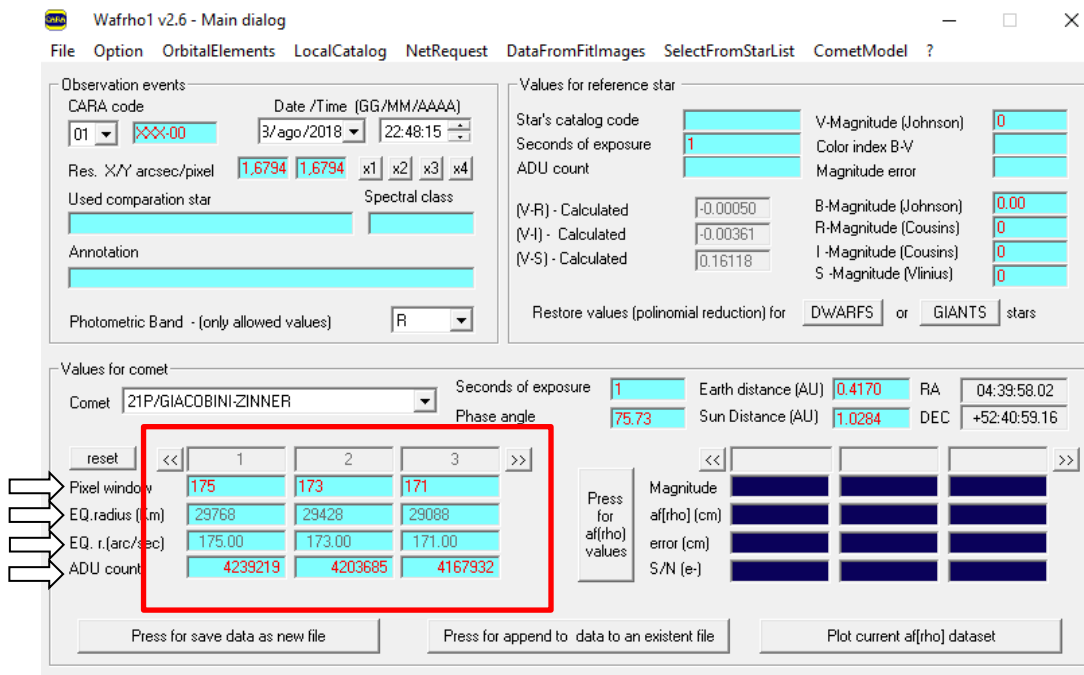 CARA Wafrho1 v2.6 - Main dialog
File Option OrbitalElements LocalCatalog NetRequest DataFromFitImages SelectFromStarList CometModel ?
Observation events
CARA code Date /Time (GG/MM/AAAA)
01 XXX-00 3/ago/2018 22:48:15
Res. X/Y arcsec/pixel 1,6794 1,6794 x1 x2 x3 x4
Used comparation star Spectral class
Annotation
Photometric Band - (only allowed values) R
Values for reference star
Star's catalog code V-Magnitude (Johnson) 0
Seconds of exposure 1 Color index B-V
ADU count Magnitude error
(V-R) - Calculated -0.00050 B-Magnitude (Johnson) 0.00
(V-I) - Calculated -0.00361 R-Magnitude (Cousins) 0
(V-S) - Calculated 0.16118 I -Magnitude (Cousins) 0
S -Magnitude (Vlinius) 0
Restore values (polinomial reduction) for DWARFS or GIANTS stars
Values for comet
Comet 21P/GIACOBINI-ZINNER Seconds of exposure 1 Earth distance (AU) 0.4170 RA 04:39:58.02
Phase angle 75.73 Sun Distance (AU) 1.0284 DEC +52:40:59.16
reset << 1 2 3 >> << >>
Pixel window 175 173 171
EQ.radius (Km) 29768 29428 29088
EQ. r.(arc/sec) 175.00 173.00 171.00
ADU count 4239219 4203685 4167932
Press for af(rho) values
Magnitude
af[rho] (cm)
error (cm)
S/N (e-)
Press for save data as new file Press for append to data to an existent file Plot current af[rho] dataset